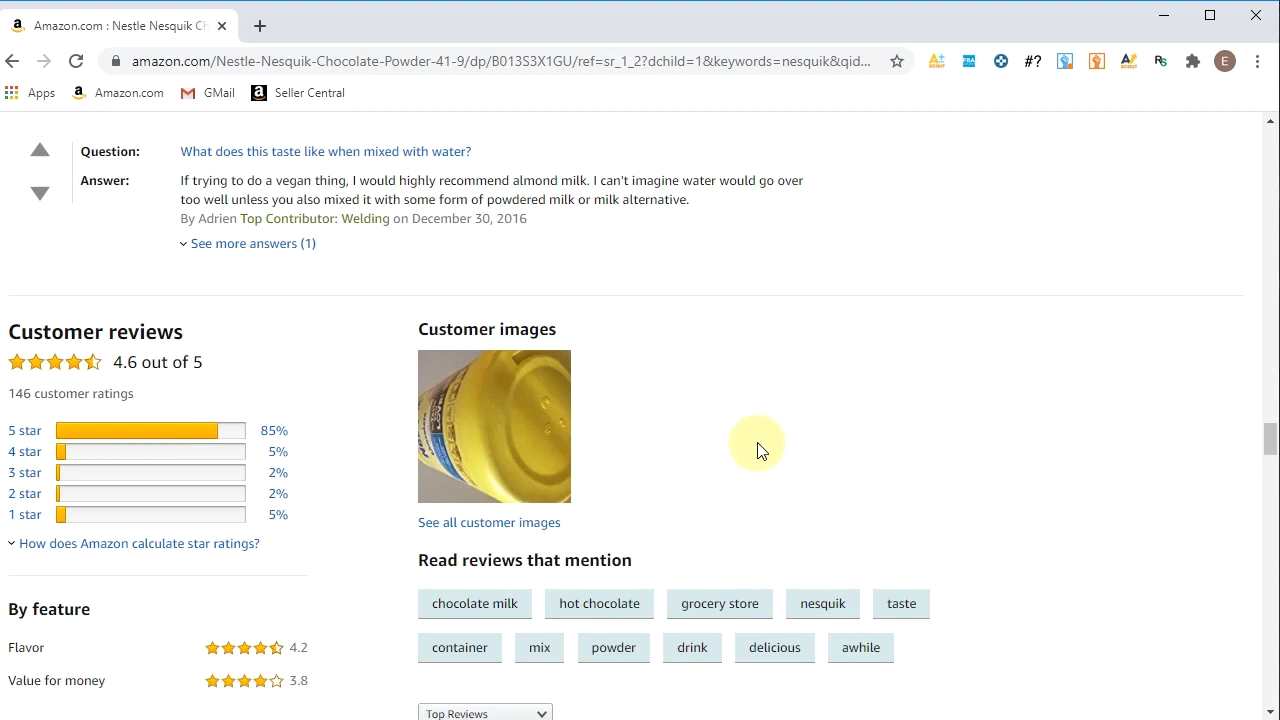 Amazon.com : Nestle Nesquik Ch
amazon.com/Nestle-Nesquik-Chocolate-Powder-41-9/dp/B013S3X1GU/ref=sr_1_2?dchild=1&keywords=nesquik&qid...
#?
E
Apps
Amazon.com
GMail
Seller Central
Question: What does this taste like when mixed with water?
Answer: If trying to do a vegan thing, I would highly recommend almond milk. I can't imagine water would go over
too well unless you also mixed it with some form of powdered milk or milk alternative.
By Adrien Top Contributor: Welding on December 30, 2016
See more answers (1)
Customer reviews
4.6 out of 5
146 customer ratings
5 star 85%
4 star 5%
3 star 2%
2 star 2%
1 star 5%
How does Amazon calculate star ratings?
By feature
Flavor 4.2
Value for money 3.8
Customer images
See all customer images
Read reviews that mention
chocolate milk hot chocolate grocery store nesquik taste
container mix powder drink delicious awhile
Top Reviews